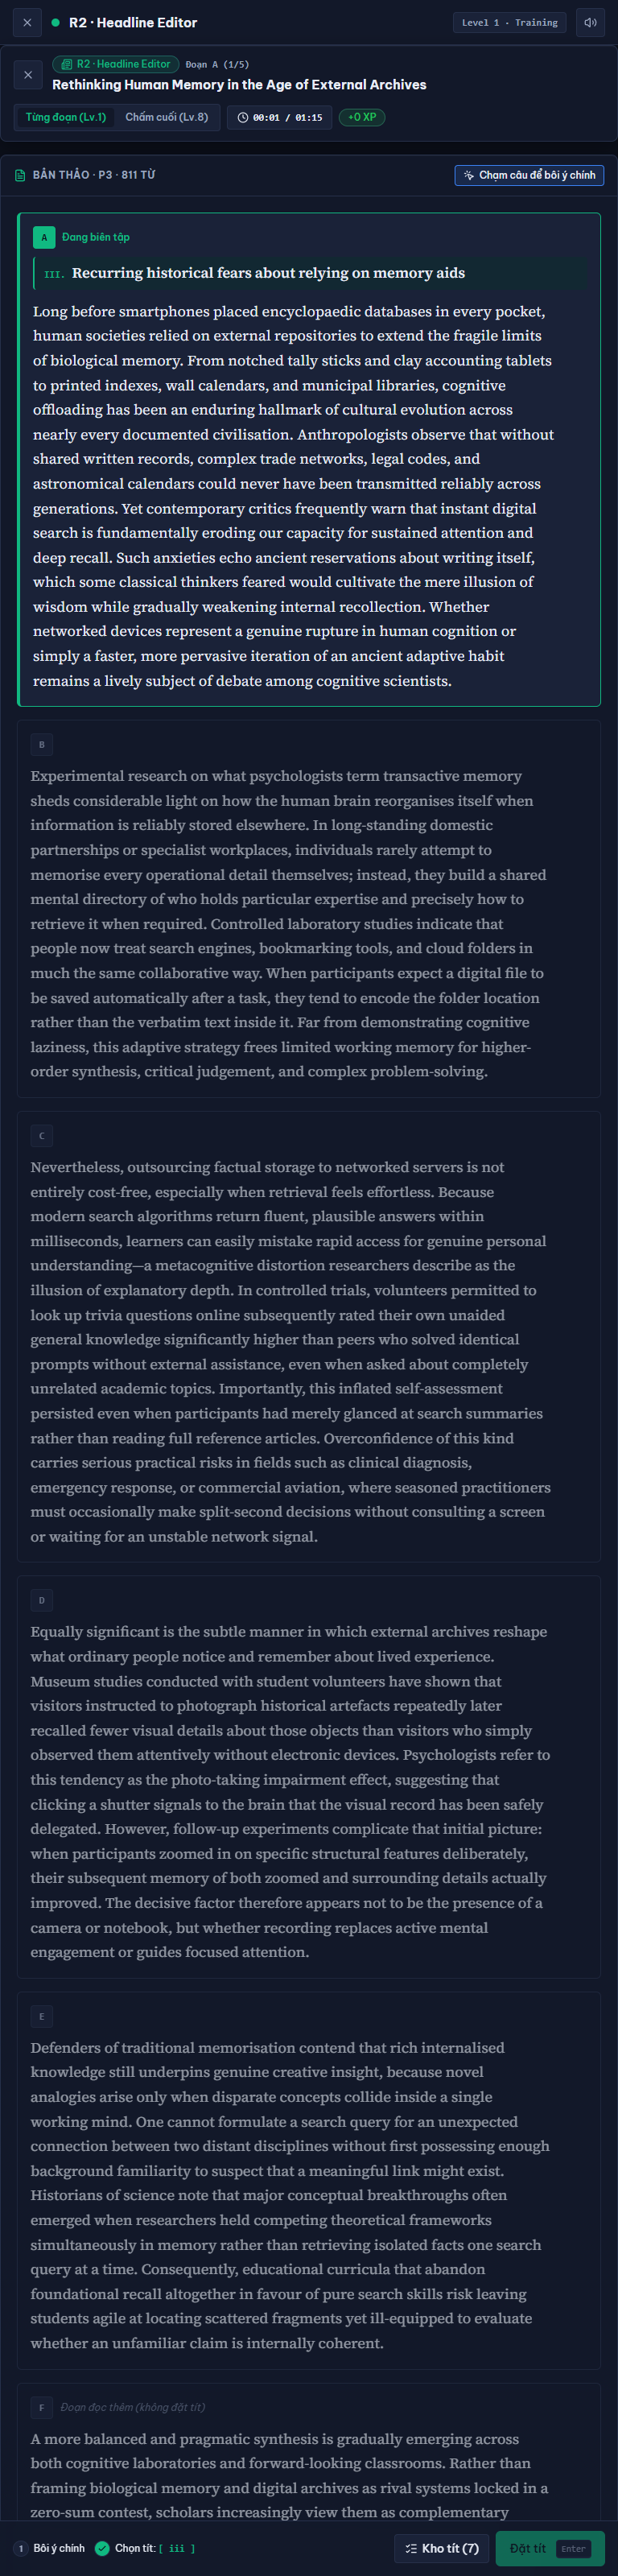 R2 · Headline Editor
Level 1 · Training
R2 · Headline Editor
Đoạn A (1/5)
Rethinking Human Memory in the Age of External Archives
Từng đoạn (Lv.1)
Chấm cuối (Lv.8)
00:01 / 01:15
+0 XP
BẢN THẢO · P3 · 811 TỪ
Chạm câu để bôi ý chính
A
Đang biên tập
III. Recurring historical fears about relying on memory aids
Long before smartphones placed encyclopaedic databases in every pocket,
human societies relied on external repositories to extend the fragile limits
of biological memory. From notched tally sticks and clay accounting tablets
to printed indexes, wall calendars, and municipal libraries, cognitive
offloading has been an enduring hallmark of cultural evolution across
nearly every documented civilisation. Anthropologists observe that without
shared written records, complex trade networks, legal codes, and
astronomical calendars could never have been transmitted reliably across
generations. Yet contemporary critics frequently warn that instant digital
search is fundamentally eroding our capacity for sustained attention and
deep recall. Such anxieties echo ancient reservations about writing itself,
which some classical thinkers feared would cultivate the mere illusion of
wisdom while gradually weakening internal recollection. Whether
networked devices represent a genuine rupture in human cognition or
simply a faster, more pervasive iteration of an ancient adaptive habit
remains a lively subject of debate among cognitive scientists.
B
Experimental research on what psychologists term transactive memory
sheds considerable light on how the human brain reorganises itself when
information is reliably stored elsewhere. In long-standing domestic
partnerships or specialist workplaces, individuals rarely attempt to
memorise every operational detail themselves; instead, they build a shared
mental directory of who holds particular expertise and precisely how to
retrieve it when required. Controlled laboratory studies indicate that
people now treat search engines, bookmarking tools, and cloud folders in
much the same collaborative way. When participants expect a digital file to
be saved automatically after a task, they tend to encode the folder location
rather than the verbatim text inside it. Far from demonstrating cognitive
laziness, this adaptive strategy frees limited working memory for higher-
order synthesis, critical judgement, and complex problem-solving.
C
Nevertheless, outsourcing factual storage to networked servers is not
entirely cost-free, especially when retrieval feels effortless. Because
modern search algorithms return fluent, plausible answers within
milliseconds, learners can easily mistake rapid access for genuine personal
understanding—a metacognitive distortion researchers describe as the
illusion of explanatory depth. In controlled trials, volunteers permitted to
look up trivia questions online subsequently rated their own unaided
general knowledge significantly higher than peers who solved identical
prompts without external assistance, even when asked about completely
unrelated academic topics. Importantly, this inflated self-assessment
persisted even when participants had merely glanced at search summaries
rather than reading full reference articles. Overconfidence of this kind
carries serious practical risks in fields such as clinical diagnosis,
emergency response, or commercial aviation, where seasoned practitioners
must occasionally make split-second decisions without consulting a screen
or waiting for an unstable network signal.
D
Equally significant is the subtle manner in which external archives reshape
what ordinary people notice and remember about lived experience.
Museum studies conducted with student volunteers have shown that
visitors instructed to photograph historical artefacts repeatedly later
recalled fewer visual details about those objects than visitors who simply
observed them attentively without electronic devices. Psychologists refer to
this tendency as the photo-taking impairment effect, suggesting that
clicking a shutter signals to the brain that the visual record has been safely
delegated. However, follow-up experiments complicate that initial picture:
when participants zoomed in on specific structural features deliberately,
their subsequent memory of both zoomed and surrounding details actually
improved. The decisive factor therefore appears not to be the presence of a
camera or notebook, but whether recording replaces active mental
engagement or guides focused attention.
E
Defenders of traditional memorisation contend that rich internalised
knowledge still underpins genuine creative insight, because novel
analogies arise only when disparate concepts collide inside a single
working mind. One cannot formulate a search query for an unexpected
connection between two distant disciplines without first possessing enough
background familiarity to suspect that a meaningful link might exist.
Historians of science note that major conceptual breakthroughs often
emerged when researchers held competing theoretical frameworks
simultaneously in memory rather than retrieving isolated facts one search
query at a time. Consequently, educational curricula that abandon
foundational recall altogether in favour of pure search skills risk leaving
students agile at locating scattered fragments yet ill-equipped to evaluate
whether an unfamiliar claim is internally coherent.
F
Đoạn đọc thêm (không đặt tít)
A more balanced and pragmatic synthesis is gradually emerging across
both cognitive laboratories and forward-looking classrooms. Rather than
framing biological memory and digital archives as rival systems locked in a
zero-sum contest, scholars increasingly view them as complementary
1 Bôi ý chính
Chọn tít: [ iii ]
Kho tít (7)
Đặt tít Enter